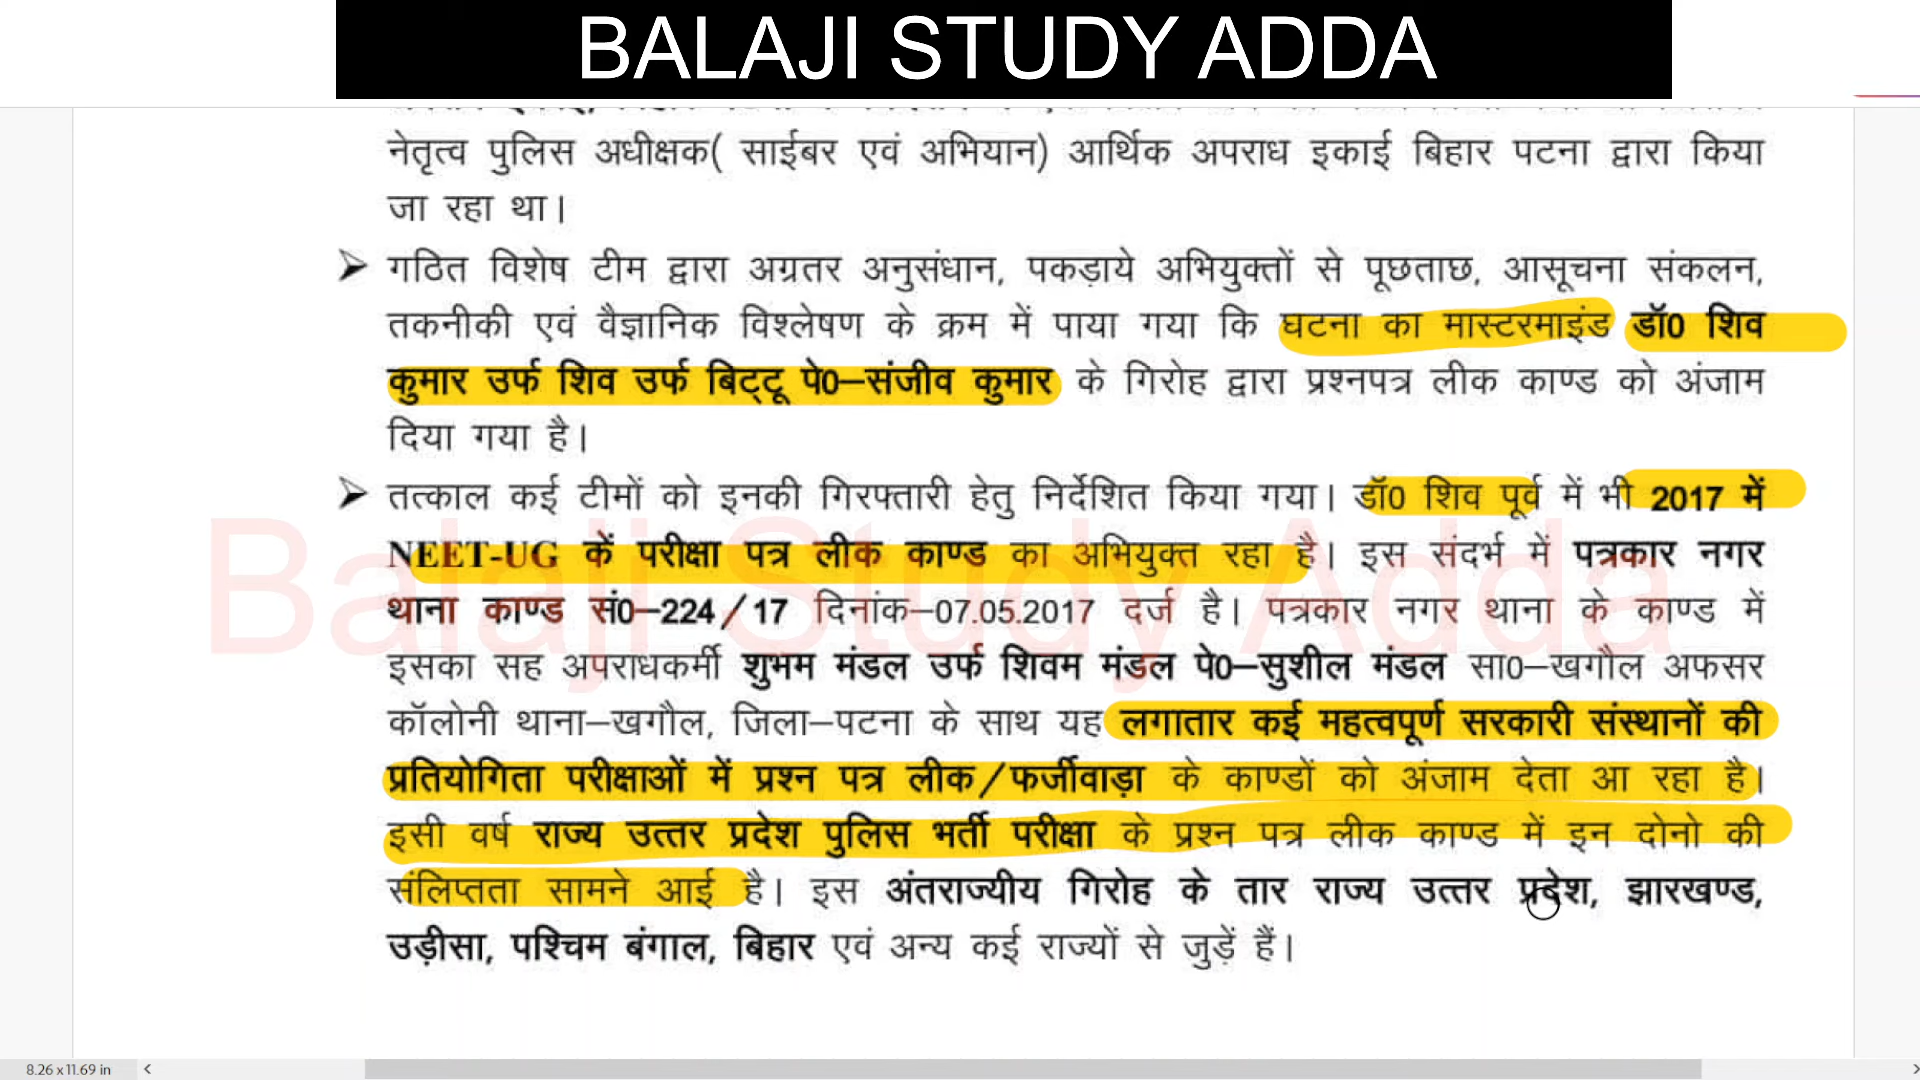 BALAJI STUDY ADDA
नेतृत्व पुलिस अधीक्षक( साईबर एवं अभियान) आर्थिक अपराध इकाई बिहार पटना द्वारा किया
जा रहा था।
➢ गठित विशेष टीम द्वारा अग्रतर अनुसंधान, पकड़ाये अभियुक्तों से पूछताछ, आसूचना संकलन,
तकनीकी एवं वैज्ञानिक विश्लेषण के क्रम में पाया गया कि घटना का मास्टरमाइंड डॉ0 शिव
कुमार उर्फ शिव उर्फ बिट्टू पे0–संजीव कुमार के गिरोह द्वारा प्रश्नपत्र लीक काण्ड को अंजाम
दिया गया है।
➢ तत्काल कई टीमों को इनकी गिरफ्तारी हेतु निर्देशित किया गया। डॉ0 शिव पूर्व में भी 2017 में
NEET-UG के परीक्षा पत्र लीक काण्ड का अभियुक्त रहा है। इस संदर्भ में पत्रकार नगर
थाना काण्ड सं0–224/17 दिनांक–07.05.2017 दर्ज है। पत्रकार नगर थाना के काण्ड में
इसका सह अपराधकर्मी शुभम मंडल उर्फ शिवम मंडल पे0–सुशील मंडल सा0–खगौल अफसर
कॉलोनी थाना–खगौल, जिला–पटना के साथ यह लगातार कई महत्वपूर्ण सरकारी संस्थानों की
प्रतियोगिता परीक्षाओं में प्रश्न पत्र लीक/फर्जीवाड़ा के काण्डों को अंजाम देता आ रहा है।
इसी वर्ष राज्य उत्तर प्रदेश पुलिस भर्ती परीक्षा के प्रश्न पत्र लीक काण्ड में इन दोनो की
संलिप्तता सामने आई है। इस अंतराज्यीय गिरोह के तार राज्य उत्तर प्रदेश, झारखण्ड,
उड़ीसा, पश्चिम बंगाल, बिहार एवं अन्य कई राज्यों से जुड़ें हैं।
Balaji Study Adda
8.26 x 11.69 in